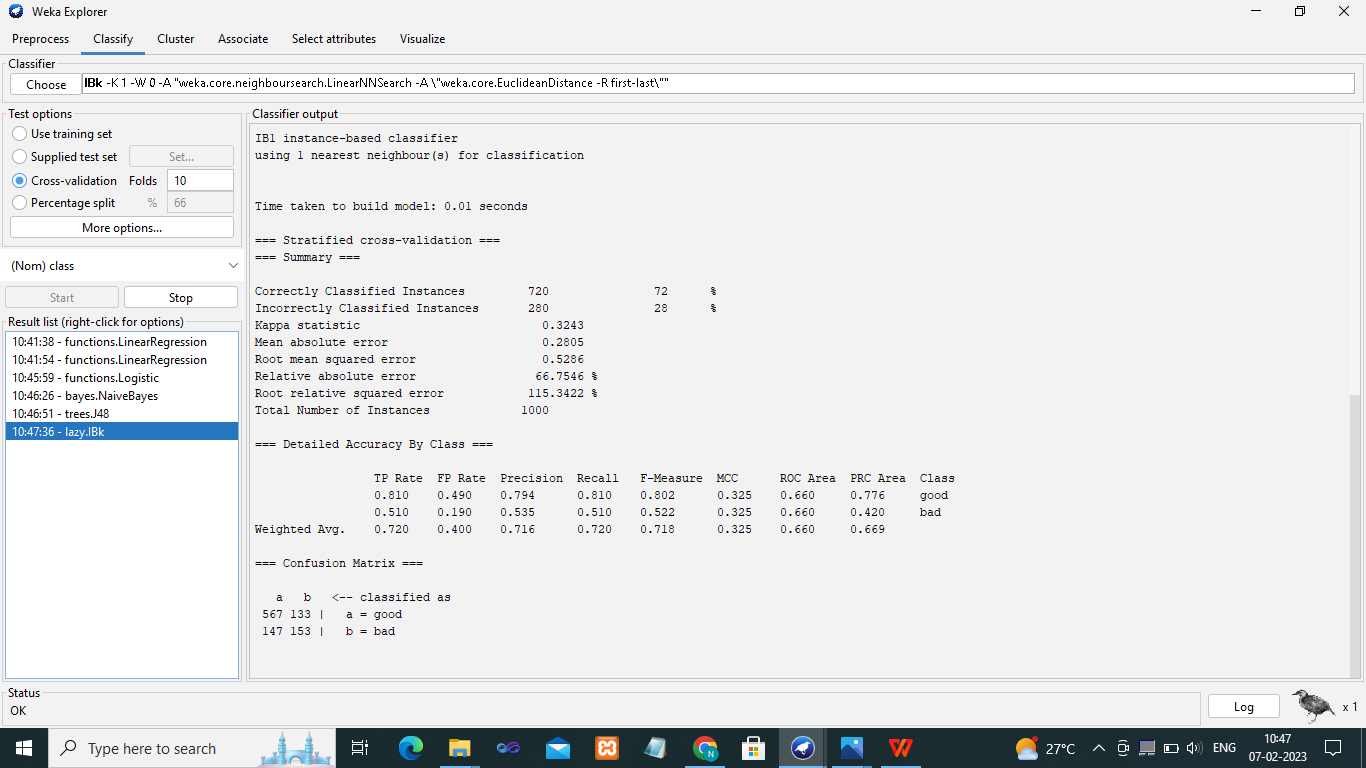 Weka Explorer
Preprocess Classify Cluster Associate Select attributes Visualize
Classifier
Choose IBk -K 1 -W 0 -A "weka.core.neighboursearch.LinearNNSearch -A \"weka.core.EuclideanDistance -R first-last\""
Test options
Use training set
Supplied test set Set...
Cross-validation Folds 10
Percentage split % 66
More options...
(Nom) class
Start Stop
Result list (right-click for options)
10:41:38 - functions.LinearRegression
10:41:54 - functions.LinearRegression
10:45:59 - functions.Logistic
10:46:26 - bayes.NaiveBayes
10:46:51 - trees.J48
10:47:36 - lazy.IBk
Classifier output
IB1 instance-based classifier
using 1 nearest neighbour(s) for classification
Time taken to build model: 0.01 seconds
=== Stratified cross-validation ===
=== Summary ===
Correctly Classified Instances 720 72 %
Incorrectly Classified Instances 280 28 %
Kappa statistic 0.3243
Mean absolute error 0.2805
Root mean squared error 0.5286
Relative absolute error 66.7546 %
Root relative squared error 115.3422 %
Total Number of Instances 1000
=== Detailed Accuracy By Class ===
TP Rate FP Rate Precision Recall F-Measure MCC ROC Area PRC Area Class
0.810 0.490 0.794 0.810 0.802 0.325 0.660 0.776 good
0.510 0.190 0.535 0.510 0.522 0.325 0.660 0.420 bad
Weighted Avg. 0.720 0.400 0.716 0.720 0.718 0.325 0.660 0.669
=== Confusion Matrix ===
a b <-- classified as
567 133 | a = good
147 153 | b = bad
Status
OK
Log x 1
Type here to search
27°C ENG
10:47
07-02-2023